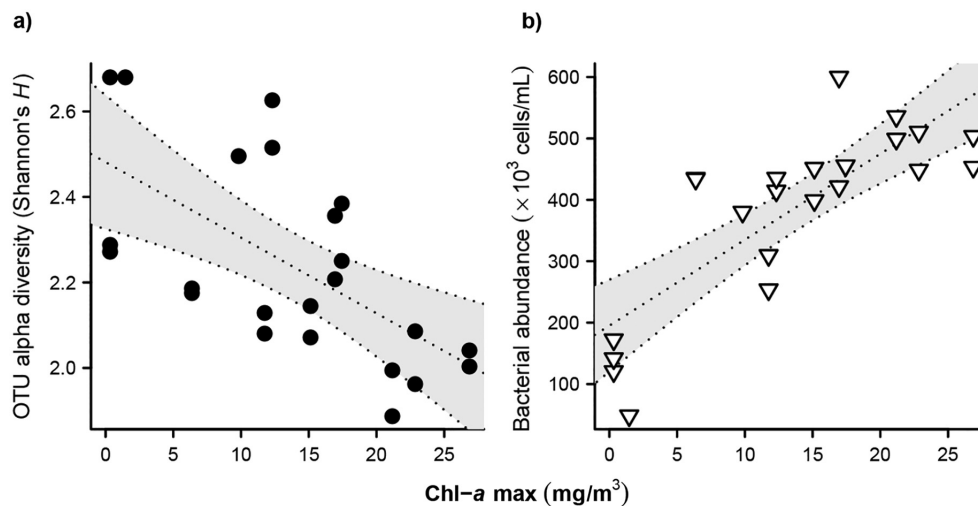 a)
OTU alpha diversity (Shannon's H)
2.6
2.4
2.2
2.0
0 5 10 15 20 25
b)
Bacterial abundance (× 10³ cells/mL)
600
500
400
300
200
100
0 5 10 15 20 25
Chl−a max (mg/m³)